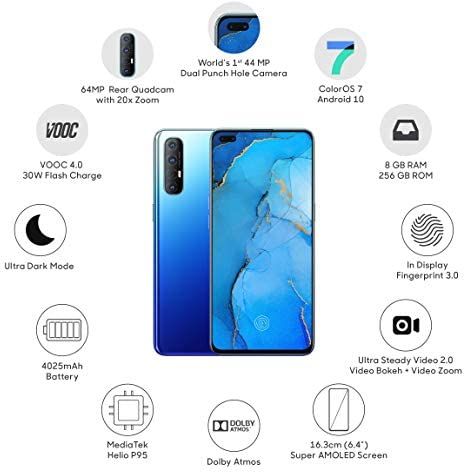 World's 1st 44 MP
Dual Punch Hole Camera
64MP Rear Quadcam
with 20x Zoom
7
ColorOS 7
Android 10
VOOC
VOOC 4.0
30W Flash Charge
8 GB RAM
256 GB ROM
Ultra Dark Mode
In Display
Fingerprint 3.0
4025mAh
Battery
Ultra Steady Video 2.0
Video Bokeh + Video Zoom
MediaTek
Helio P95
DOLBY
ATMOS
Dolby Atmos
16.3cm (6.4")
Super AMOLED Screen